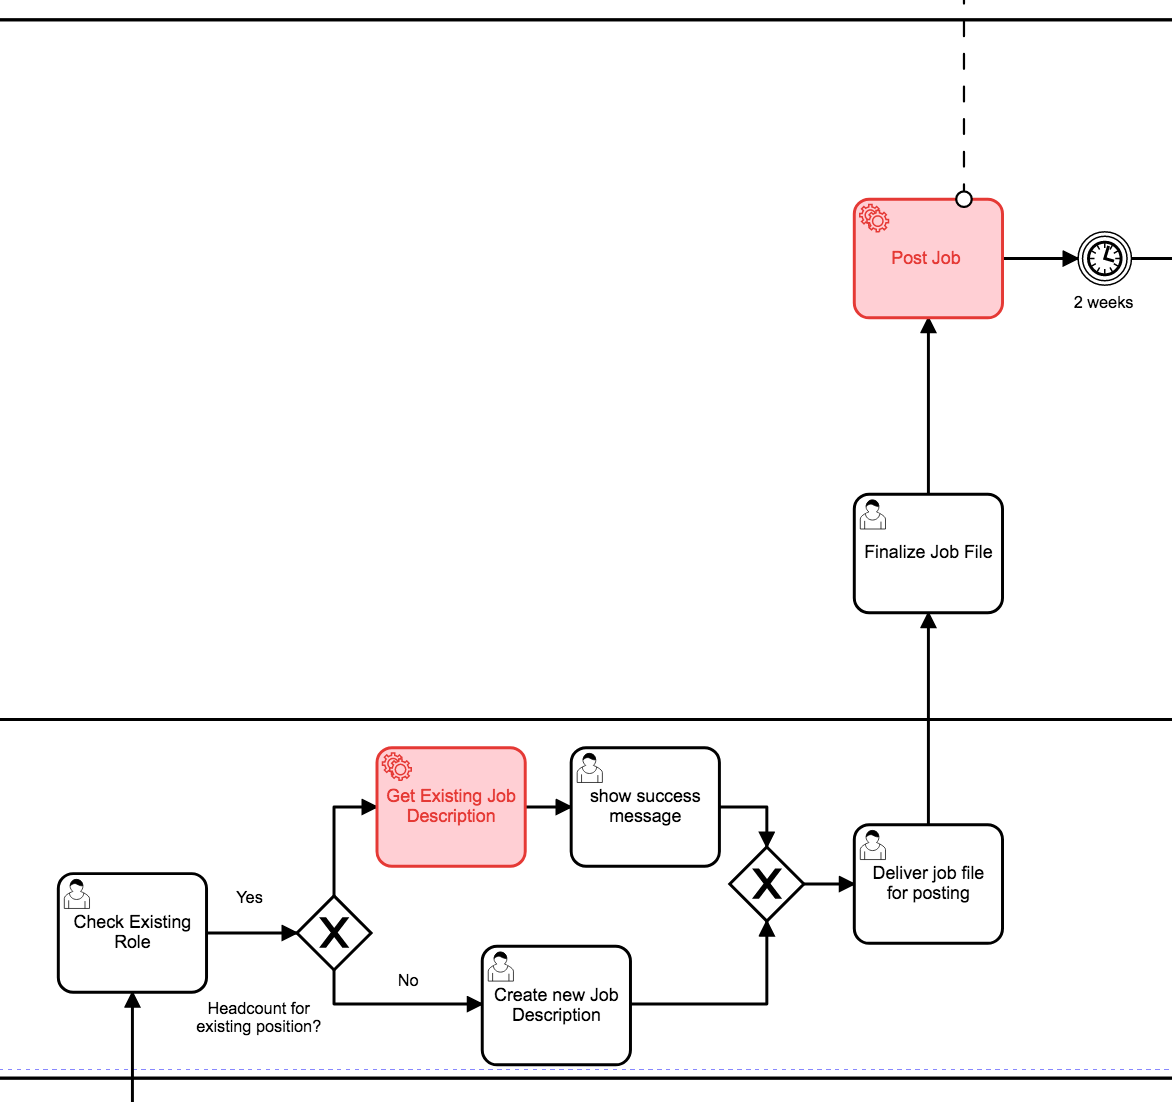 Post Job
2 weeks
Finalize Job File
Get Existing Job
Description
show success
message
Deliver job file
for posting
Check Existing
Role
Yes
X
X
No
Headcount for
existing position?
Create new Job
Description